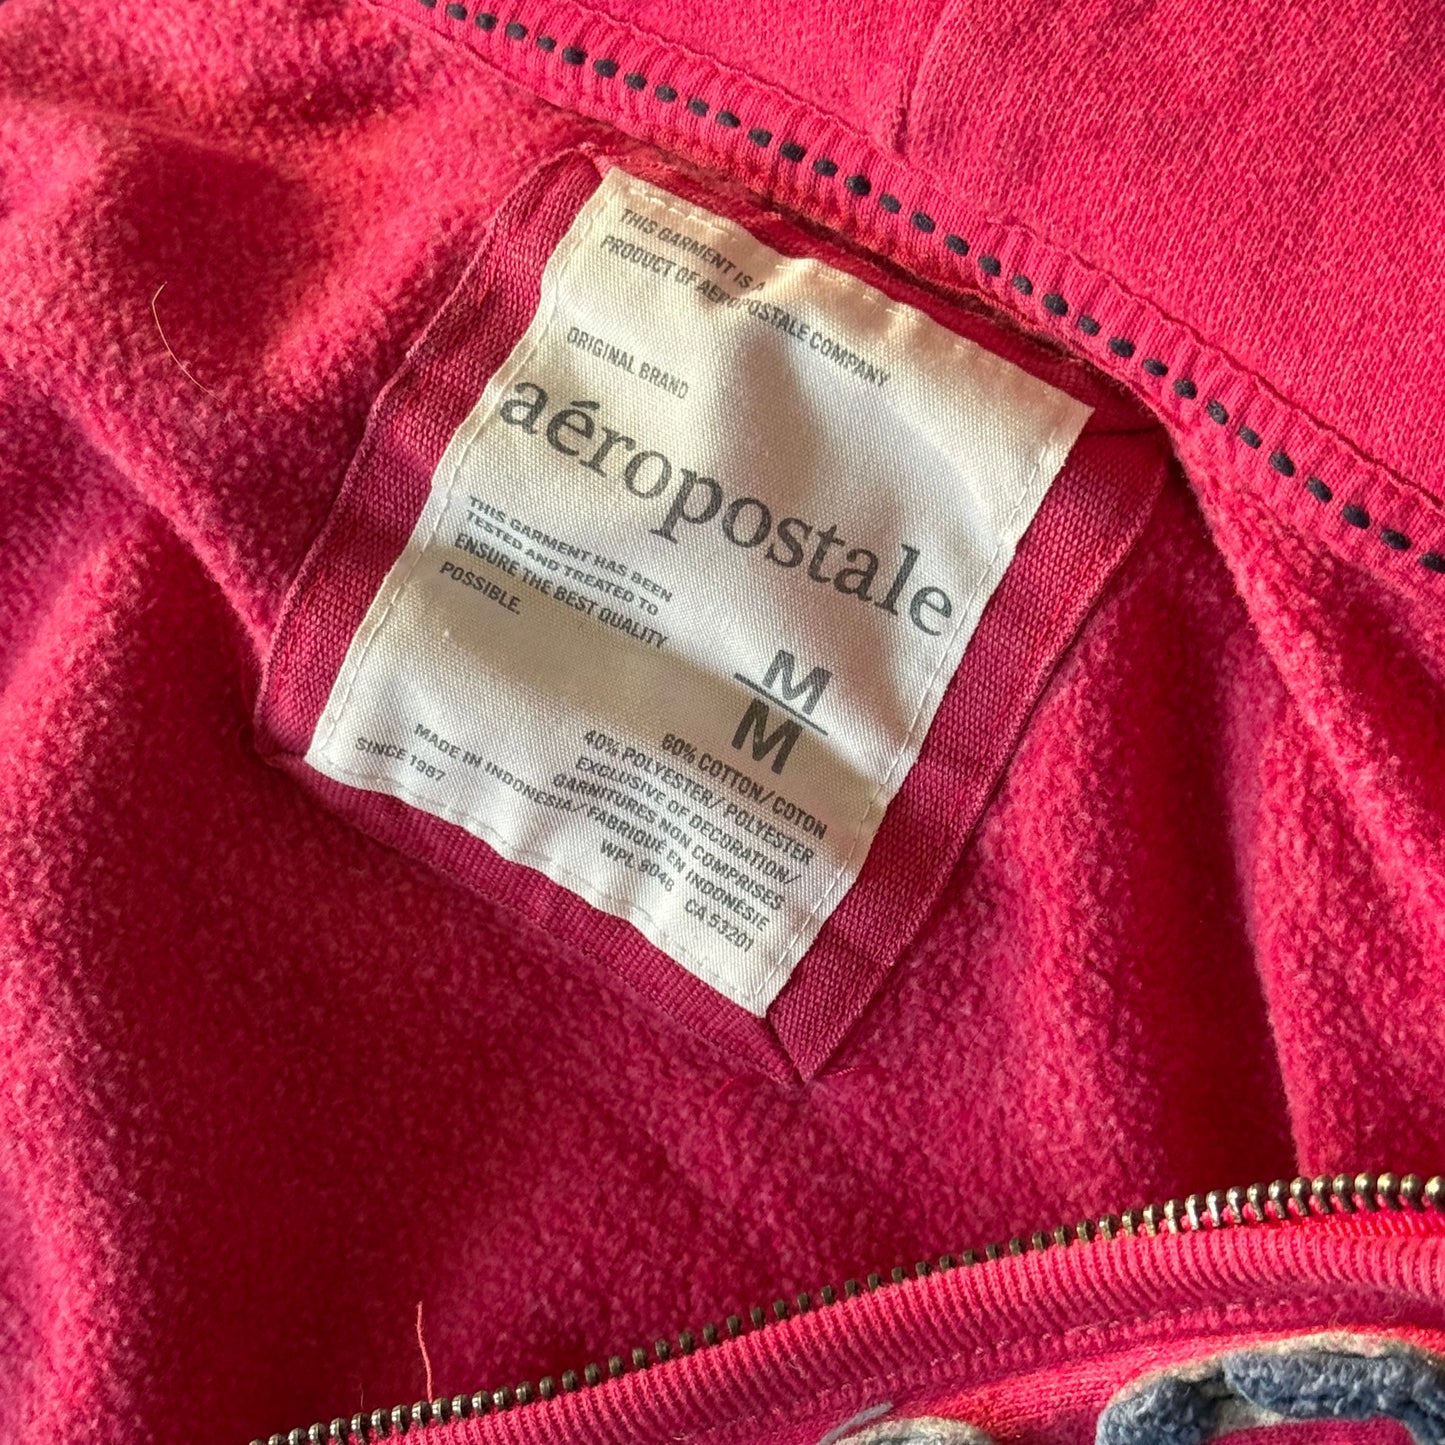 THIS GARMENT IS A
PRODUCT OF AEROPOSTALE COMPANY
ORIGINAL BRAND
aéropostale
THIS GARMENT HAS BEEN
TESTED AND TREATED TO
ENSURE THE BEST QUALITY
POSSIBLE.
M
M
60% COTTON/COTON
40% POLYESTER/POLYESTER
EXCLUSIVE OF DECORATION/
GARNITURES NON COMPRISES
MADE IN INDONESIA/FABRIQUÉ EN INDONÉSIE
SINCE 1987
WPL 9046
CA 53201